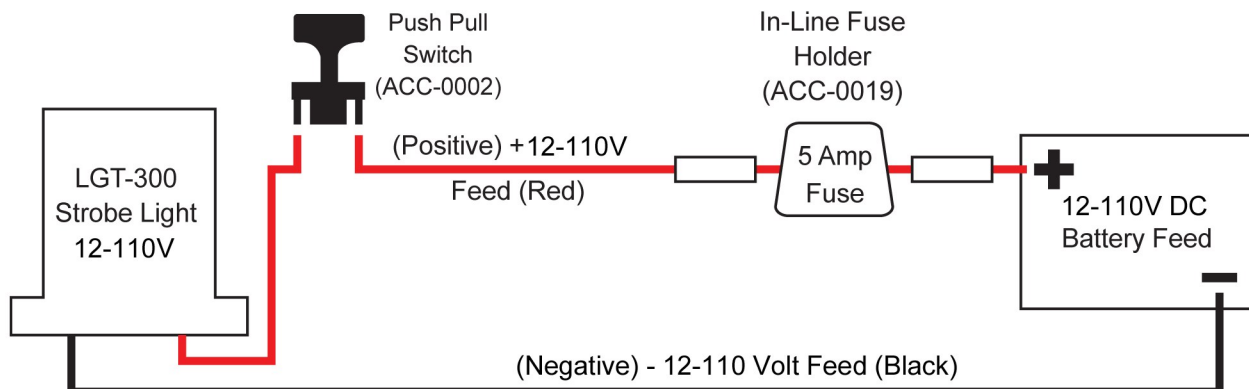 Push Pull
Switch
(ACC-0002)
In-Line Fuse
Holder
(ACC-0019)
(Positive) +12-110V
Feed (Red)
5 Amp
Fuse
LGT-300
Strobe Light
12-110V
+
12-110V DC
Battery Feed
-
(Negative) - 12-110 Volt Feed (Black)